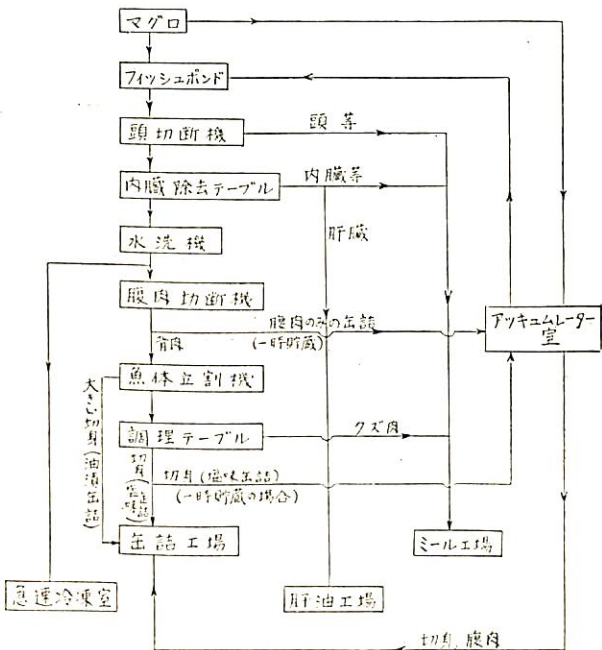 マグロ
フィッシュポンド
頭切断機
頭等
内臓除去テーブル
内臓等
肝臓
水洗機
腹肉切断機
腹肉のみの缶詰
(一時貯蔵)
背肉
アッキュムレーター
室
魚体立割機
大きい切身(油漬缶詰)
調理テーブル
クズ肉
切身
切身(塩味缶詰)
(一時貯蔵の場合)
缶詰工場
ミール工場
急速冷凍室
肝油工場
切身,腹肉